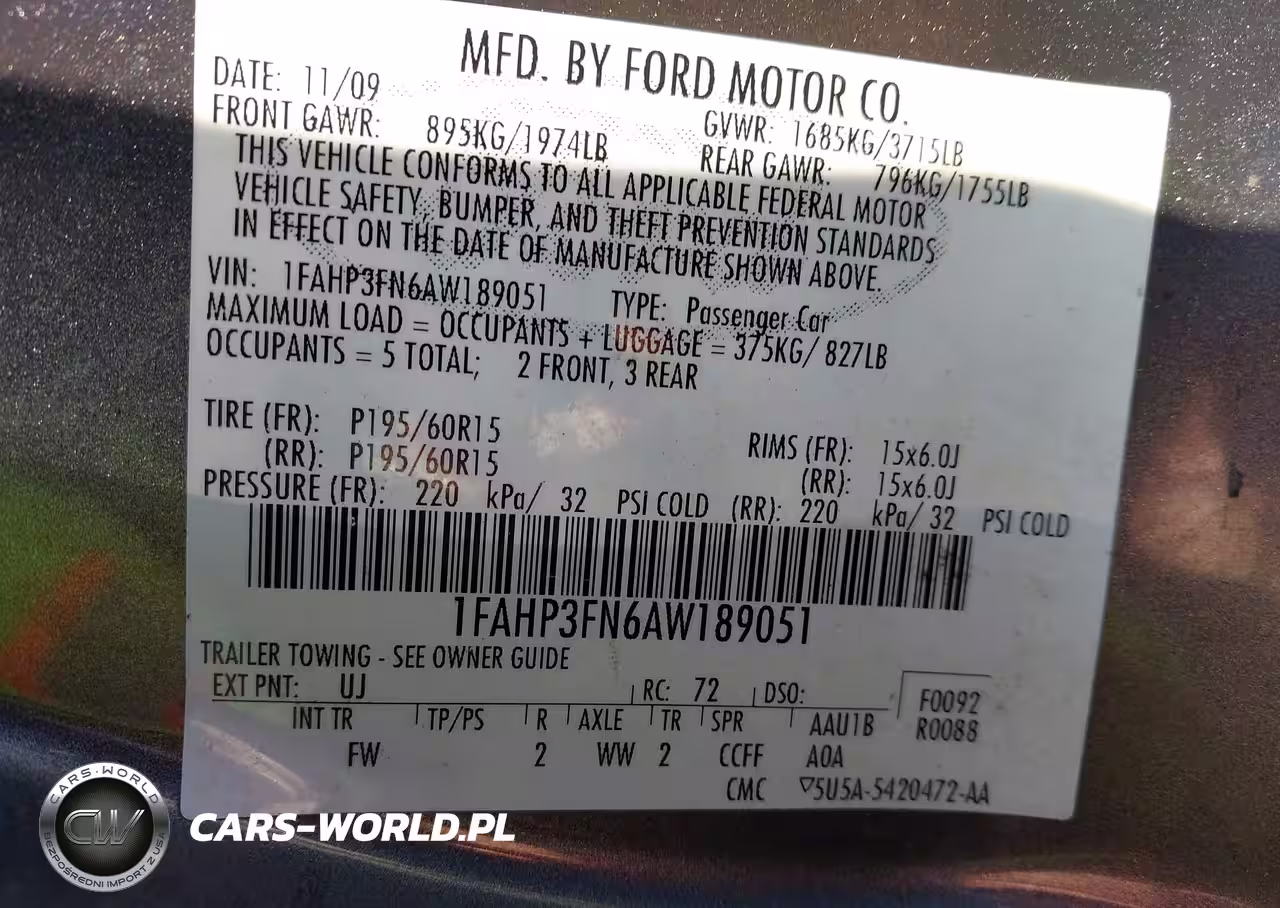 MFD. BY FORD MOTOR CO.
DATE: 11/09 GVWR: 1685KG/3715LB
FRONT GAWR: 895KG/1974LB REAR GAWR: 796KG/1755LB
THIS VEHICLE CONFORMS TO ALL APPLICABLE FEDERAL MOTOR
VEHICLE SAFETY, BUMPER, AND THEFT PREVENTION STANDARDS
IN EFFECT ON THE DATE OF MANUFACTURE SHOWN ABOVE.
VIN: 1FAHP3FN6AW189051 TYPE: Passenger Car
MAXIMUM LOAD = OCCUPANTS + LUGGAGE = 375KG/ 827LB
OCCUPANTS = 5 TOTAL; 2 FRONT, 3 REAR
TIRE (FR): P195/60R15 RIMS (FR): 15x6.0J
(RR): P195/60R15 (RR): 15x6.0J
PRESSURE (FR): 220 kPa/ 32 PSI COLD (RR): 220 kPa/ 32 PSI COLD
1FAHP3FN6AW189051
TRAILER TOWING - SEE OWNER GUIDE
EXT PNT: UJ RC: 72 DSO: F0092
INT TR TP/PS R AXLE TR SPR AAU1B R0088
FW 2 WW 2 CCFF A0A
CMC ▽5U5A-5420472-AA
CARS-WORLD
CW
BEZPOŚREDNI IMPORT Z USA
CARS-WORLD.PL